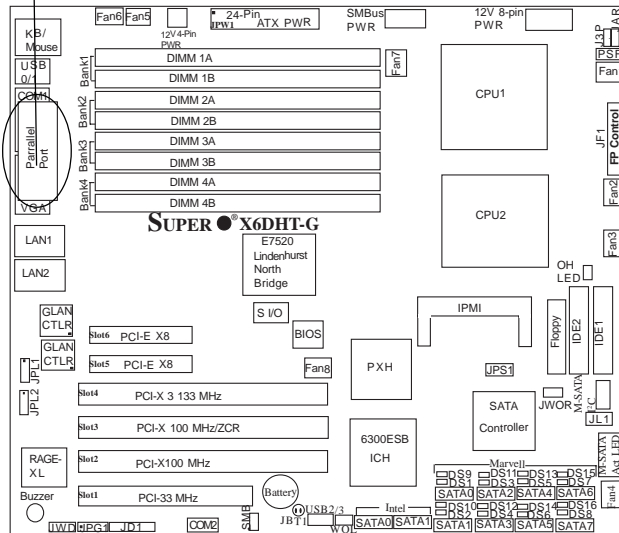 Fan6 Fan5
12V 4-Pin
PWR
24-Pin
JPW1 ATX PWR
SMBus
PWR
12V 8-pin
PWR
J3P
JAR
PSF
Fan
KB/
Mouse
USB
0/1
COM1
Parrallel
Port
VGA
LAN1
LAN2
Bank1
DIMM 1A
DIMM 1B
Bank2
DIMM 2A
DIMM 2B
Bank3
DIMM 3A
DIMM 3B
Bank4
DIMM 4A
DIMM 4B
Fan7
CPU1
CPU2
JF1
FP Control
Fan2
Fan3
SUPER ●® X6DHT-G
E7520
Lindenhurst
North
Bridge
OH
LED
S I/O
BIOS
IPMI
Floppy
IDE2
IDE1
GLAN
CTLR
GLAN
CTLR
JPL1
JPL2
Slot6 PCI-E X8
Slot5 PCI-E X8
Fan8
PXH
JPS1
Slot4 PCI-X 3 133 MHz
Slot3 PCI-X 100 MHz/ZCR
Slot2 PCI-X100 MHz
Slot1 PCI-33 MHz
SATA
Controller
JWOR
M-SATA
I²C
JL1
6300ESB
ICH
RAGE-
XL
Buzzer
Battery
M-SATA
Act LED
Fan4
Marvell
DS9 DS11 DS13 DS15
DS1 DS3 DS5 DS7
SATA0 SATA2 SATA4 SATA6
DS10 DS12 DS14 DS16
DS2 DS4 DS6 DS8
SATA1 SATA3 SATA5 SATA7
Intel
SATA0 SATA1
USB2/3
JBT1
WOL
SMB
COM2
JWD JPG1 JD1